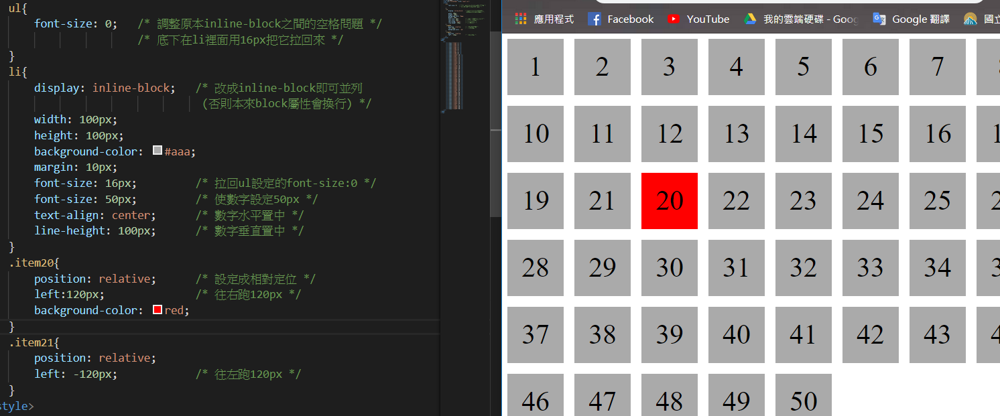 ul{
font-size: 0; /* 調整原本inline-block之間的空格問題 */
/* 底下在li裡面用16px把它拉回來 */
}
li{
display: inline-block; /* 改成inline-block即可並列
(否則本來block屬性會換行) */
width: 100px;
height: 100px;
background-color: #aaa;
margin: 10px;
font-size: 16px; /* 拉回ul設定的font-size:0 */
font-size: 50px; /* 使數字設定50px */
text-align: center; /* 數字水平置中 */
line-height: 100px; /* 數字垂直置中 */
}
.item20{
position: relative; /* 設定成相對定位 */
left:120px; /* 往右跑120px */
background-color: red;
}
.item21{
position: relative;
left: -120px; /* 往左跑120px */
}
style>
應用程式 Facebook YouTube 我的雲端硬碟 - Goog Google 翻譯 國立
1 2 3 4 5 6 7
10 11 12 13 14 15 16
19 21 20 22 23 24 25
28 29 30 31 32 33 34
37 38 39 40 41 42 43
46 47 48 49 50